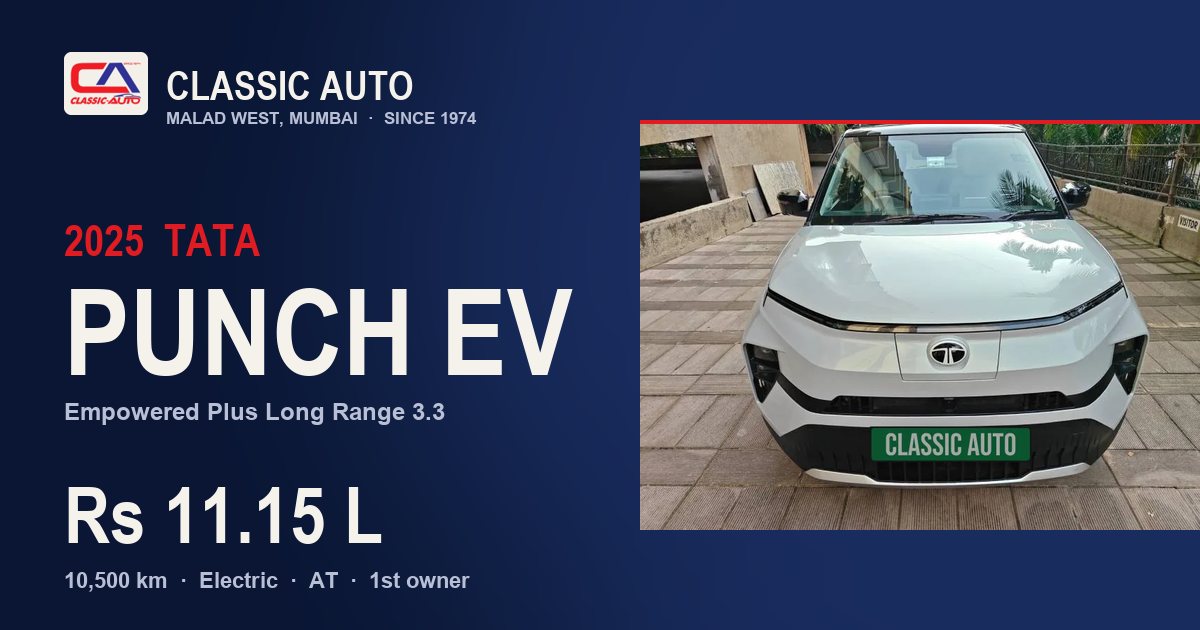 CA
CLASSIC-AUTO
CLASSIC AUTO
MALAD WEST, MUMBAI · SINCE 1974
2025 TATA
PUNCH EV
Empowered Plus Long Range 3.3
Rs 11.15 L
10,500 km · Electric · AT · 1st owner
VISITOR
CLASSIC AUTO